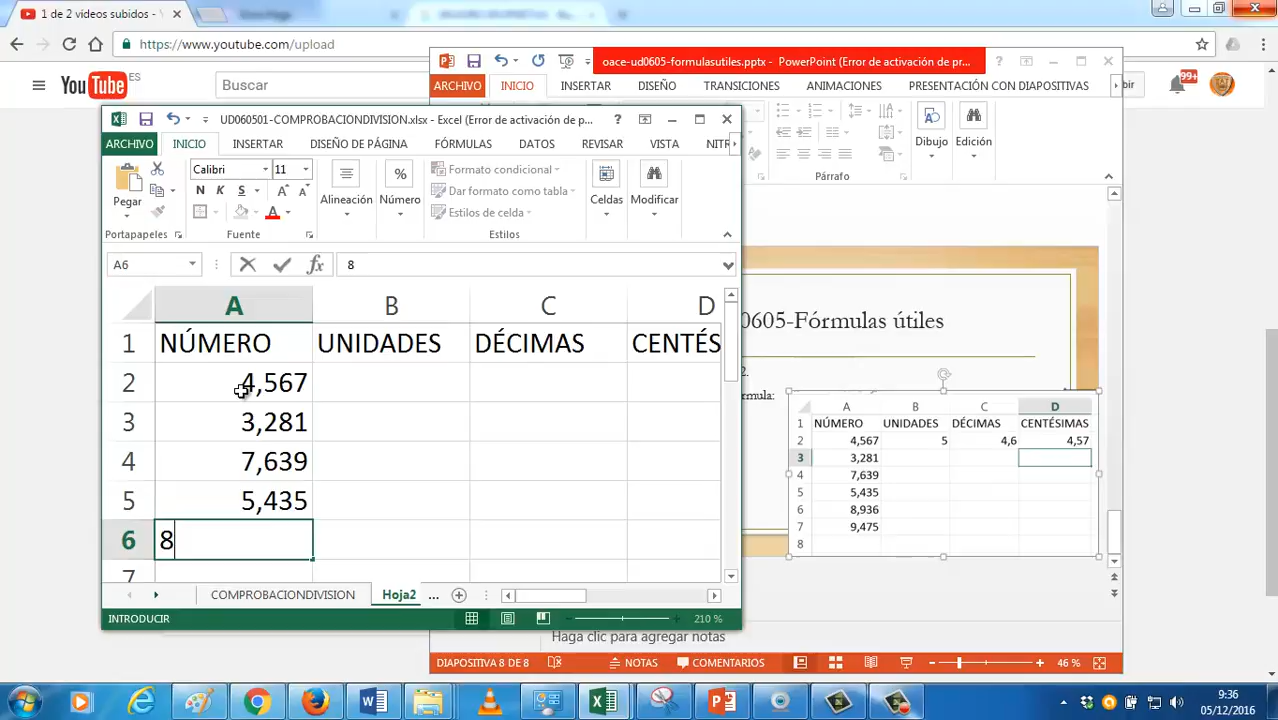 1 de 2 vídeos subidos - Yo
https://www.youtube.com/upload
YouTube ES
Buscar
99+
oace-ud0605-formulasutiles.pptx - PowerPoint (Error de activación de pr...
ARCHIVO INICIO INSERTAR DISEÑO TRANSICIONES ANIMACIONES PRESENTACIÓN CON DIAPOSITIVAS
Dibujo Edición
Párrafo
UD060501-COMPROBACIONDIVISION.xlsx - Excel (Error de activación de p...
ARCHIVO INICIO INSERTAR DISEÑO DE PÁGINA FÓRMULAS DATOS REVISAR VISTA NITR
Pegar
Calibri 11
N K S
Alineación
Número
Formato condicional
Dar formato como tabla
Estilos de celda
Celdas
Modificar
Portapapeles Fuente Estilos
A6 fx 8
A B C D
1 NÚMERO UNIDADES DÉCIMAS CENTÉS
2 4,567
3 3,281
4 7,639
5 5,435
6 8
7
COMPROBACIONDIVISION Hoja2 ...
INTRODUCIR 210 %
0605-Fórmulas útiles
2.
rmula:
A B C D
1 NÚMERO UNIDADES DÉCIMAS CENTÉSIMAS
2 4,567 5 4,6 4,57
3 3,281
4 7,639
5 5,435
6 8,936
7 9,475
8
Haga clic para agregar notas
DIAPOSITIVA 8 DE 8 NOTAS COMENTARIOS 46 %
9:36
05/12/2016